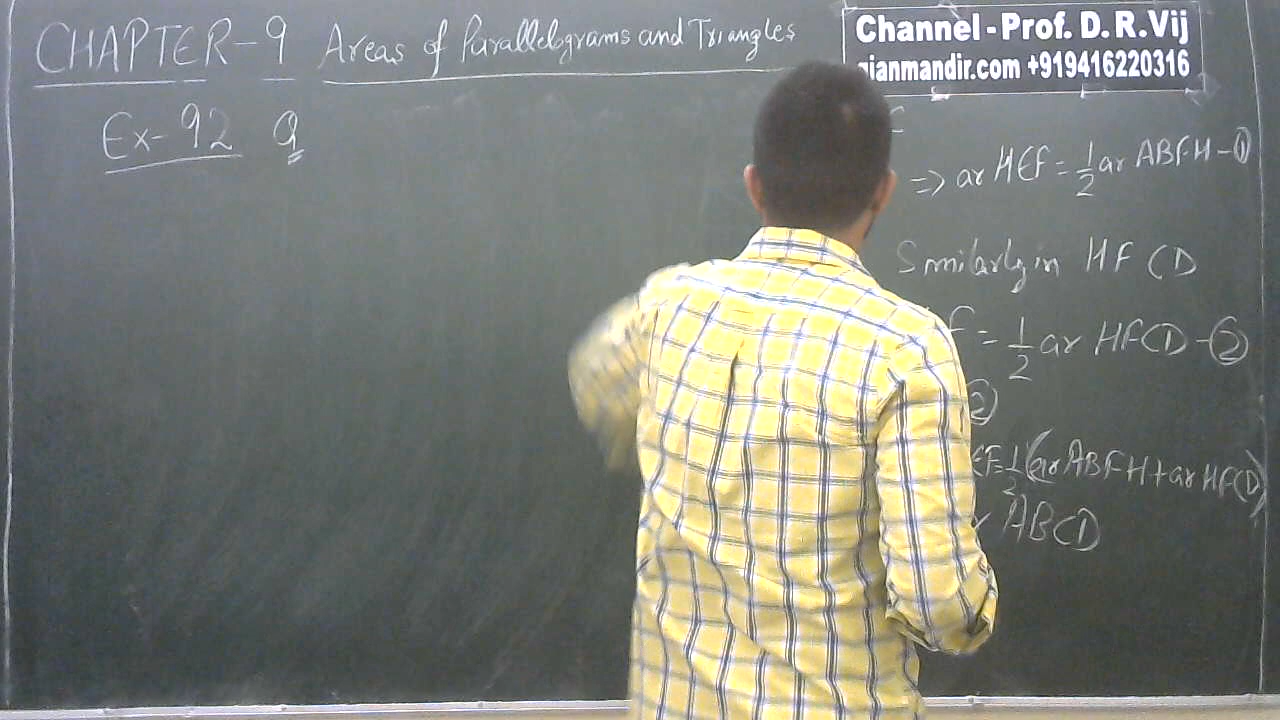 CHAPTER-9 Areas of Parallelograms and Triangles
Channel - Prof. D. R. Vij
gianmandir.com +919416220316
Ex-9.2 Q
=> ar HEF = 1/2 ar ABFH - ①
Similarly in HFCD
F = 1/2 ar HFCD - ②
②
EF = 1/2 (ar ABFH + ar HFCD)
ABCD